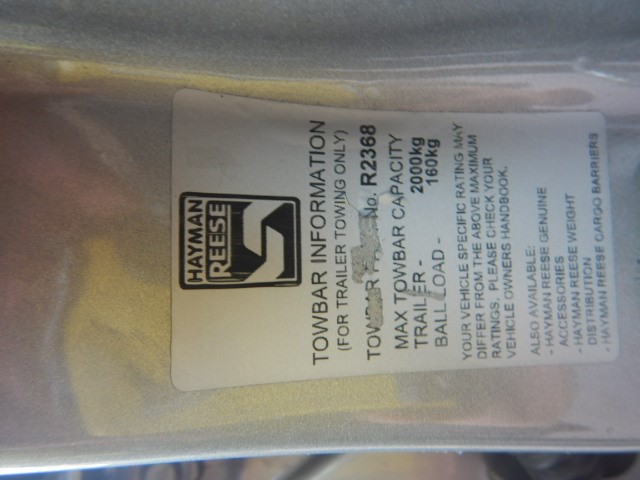 HAYMAN
REESE
TOWBAR INFORMATION
(FOR TRAILER TOWING ONLY)
No. R2368
MAX TOWBAR CAPACITY
TRAILER - 2000kg
BALL LOAD - 160kg
YOUR VEHICLE SPECIFIC RATING MAY
DIFFER FROM THE ABOVE MAXIMUM
RATINGS, PLEASE CHECK YOUR
VEHICLE OWNERS HANDBOOK.
ALSO AVAILABLE:
- HAYMAN REESE GENUINE
ACCESSORIES
- HAYMAN REESE WEIGHT
DISTRIBUTION
- HAYMAN REESE CARGO BARRIERS